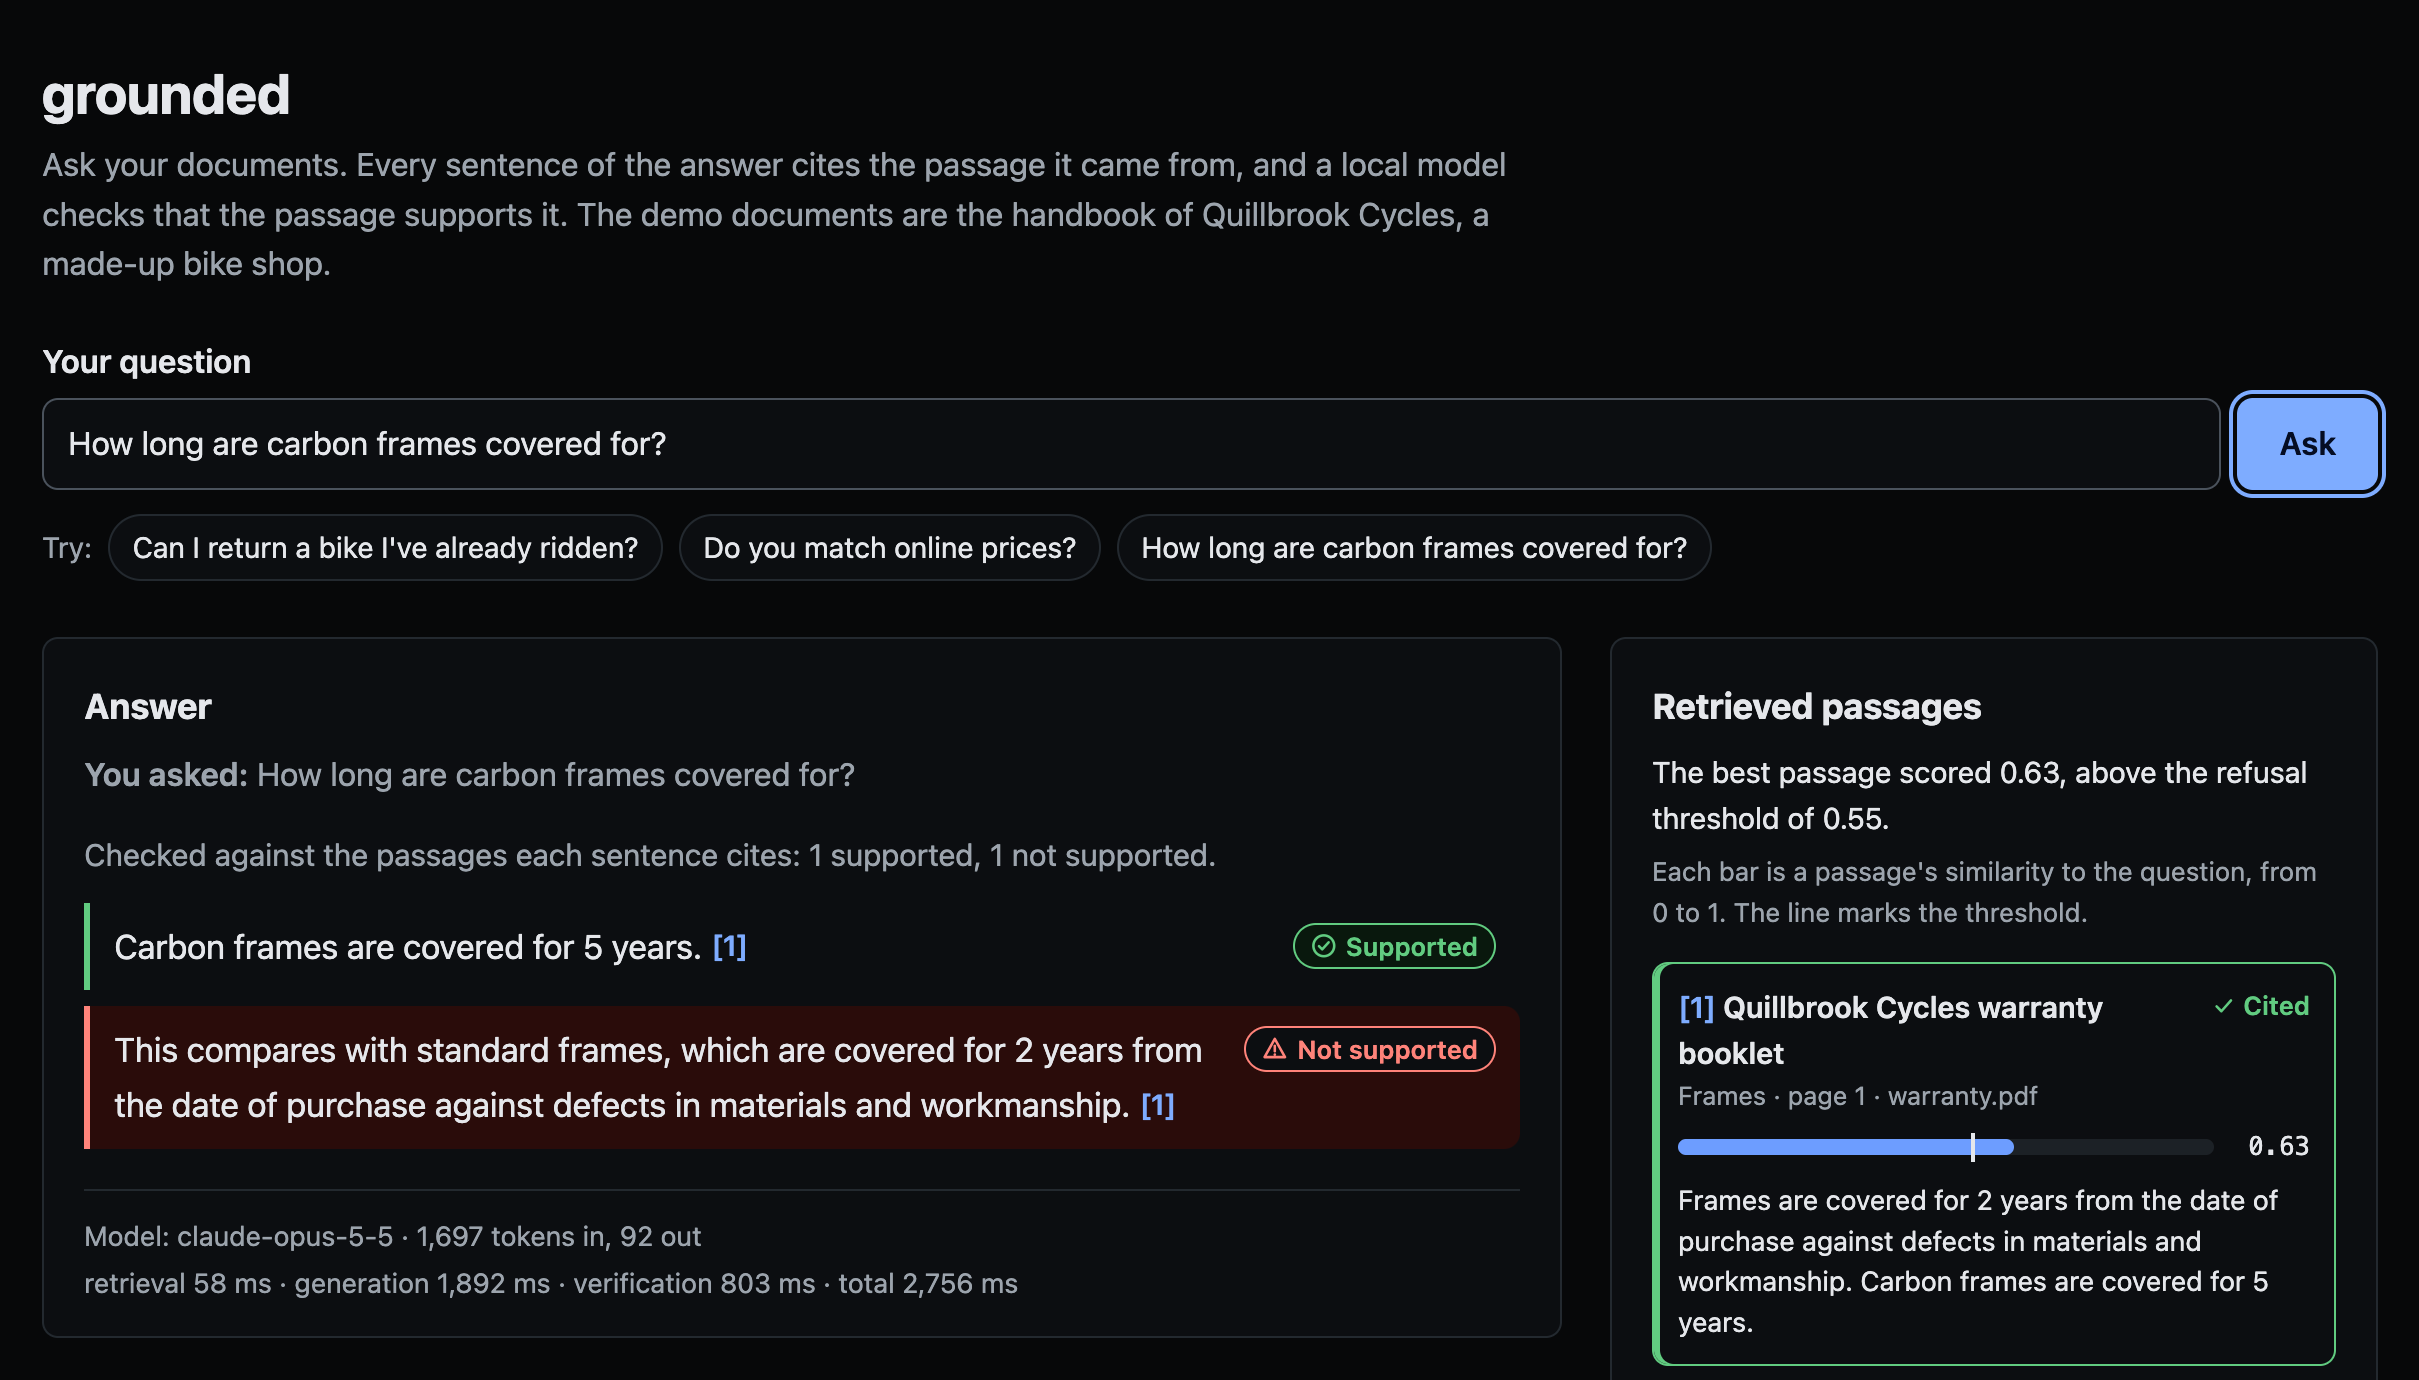 grounded
Ask your documents. Every sentence of the answer cites the passage it came from, and a local model
checks that the passage supports it. The demo documents are the handbook of Quillbrook Cycles, a
made-up bike shop.
Your question
How long are carbon frames covered for?
Ask
Try:
Can I return a bike I've already ridden?
Do you match online prices?
How long are carbon frames covered for?
Answer
You asked: How long are carbon frames covered for?
Checked against the passages each sentence cites: 1 supported, 1 not supported.
Carbon frames are covered for 5 years. [1]
Supported
This compares with standard frames, which are covered for 2 years from
the date of purchase against defects in materials and workmanship. [1]
Not supported
Model: claude-opus-5-5 · 1,697 tokens in, 92 out
retrieval 58 ms · generation 1,892 ms · verification 803 ms · total 2,756 ms
Retrieved passages
The best passage scored 0.63, above the refusal
threshold of 0.55.
Each bar is a passage's similarity to the question, from
0 to 1. The line marks the threshold.
[1] Quillbrook Cycles warranty
booklet
Cited
Frames · page 1 · warranty.pdf
0.63
Frames are covered for 2 years from the date of
purchase against defects in materials and
workmanship. Carbon frames are covered for 5
years.